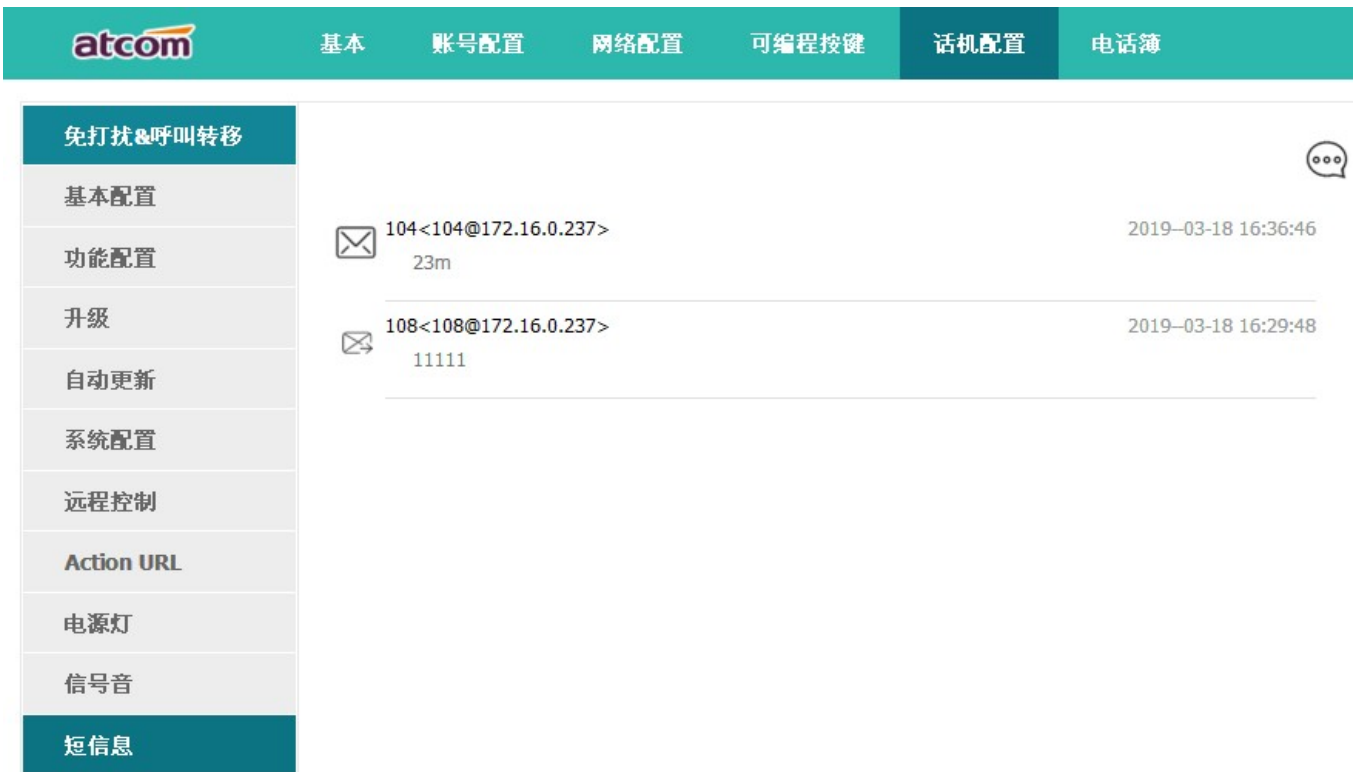 atcom 基本 账号配置 网络配置 可编程按键 话机配置 电话簿
免打扰&呼叫转移
基本配置
功能配置
升级
自动更新
系统配置
远程控制
Action URL
电源灯
信号音
短信息
104<104@172.16.0.237> 2019--03-18 16:36:46
23m
108<108@172.16.0.237> 2019--03-18 16:29:48
11111